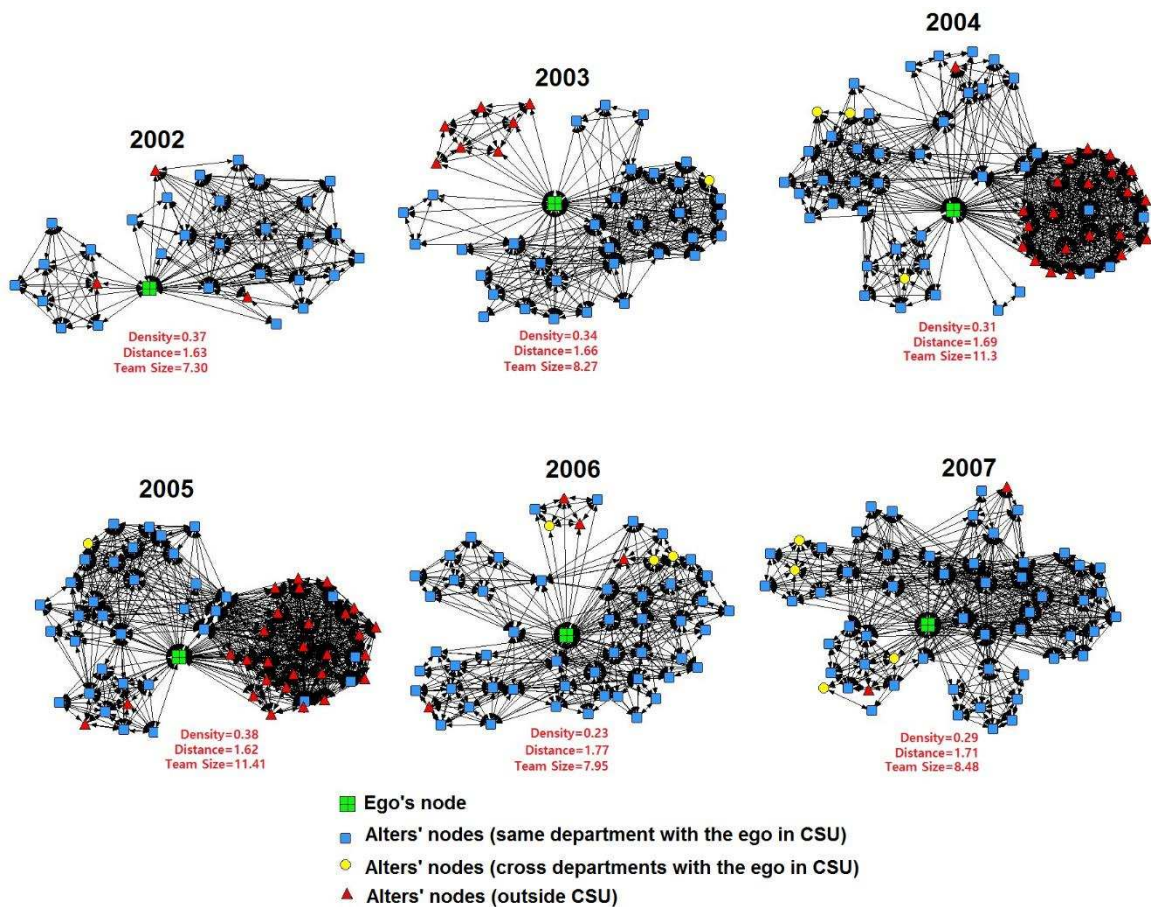 2002
Density=0.37
Distance=1.63
Team Size=7.30
2003
Density=0.34
Distance=1.66
Team Size=8.27
2004
Density=0.31
Distance=1.69
Team Size=11.3
2005
Density=0.38
Distance=1.62
Team Size=11.41
2006
Density=0.23
Distance=1.77
Team Size=7.95
2007
Density=0.29
Distance=1.71
Team Size=8.48
Ego's node
Alters' nodes (same department with the ego in CSU)
Alters' nodes (cross departments with the ego in CSU)
Alters' nodes (outside CSU)